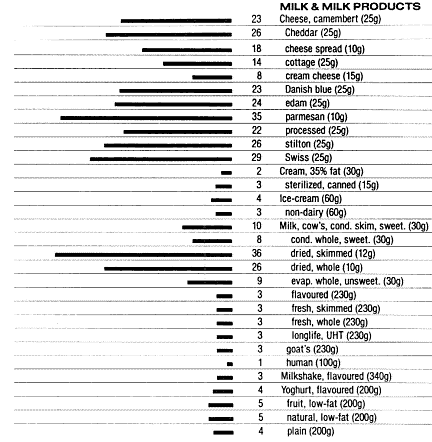 MILK & MILK PRODUCTS
23 Cheese, camembert (25g)
26 Cheddar (25g)
18 cheese spread (10g)
14 cottage (25g)
8 cream cheese (15g)
23 Danish blue (25g)
24 edam (25g)
35 parmesan (10g)
22 processed (25g)
26 stilton (25g)
29 Swiss (25g)
2 Cream, 35% fat (30g)
3 sterilized, canned (15g)
4 Ice-cream (60g)
3 non-dairy (60g)
10 Milk, cow's, cond. skim, sweet. (30g)
8 cond. whole, sweet. (30g)
36 dried, skimmed (12g)
26 dried, whole (10g)
9 evap. whole, unsweet. (30g)
3 flavoured (230g)
3 fresh, skimmed (230g)
3 fresh, whole (230g)
3 longlife, UHT (230g)
3 goat's (230g)
1 human (100g)
3 Milkshake, flavoured (340g)
4 Yoghurt, flavoured (200g)
5 fruit, low-fat (200g)
5 natural, low-fat (200g)
4 plain (200g)